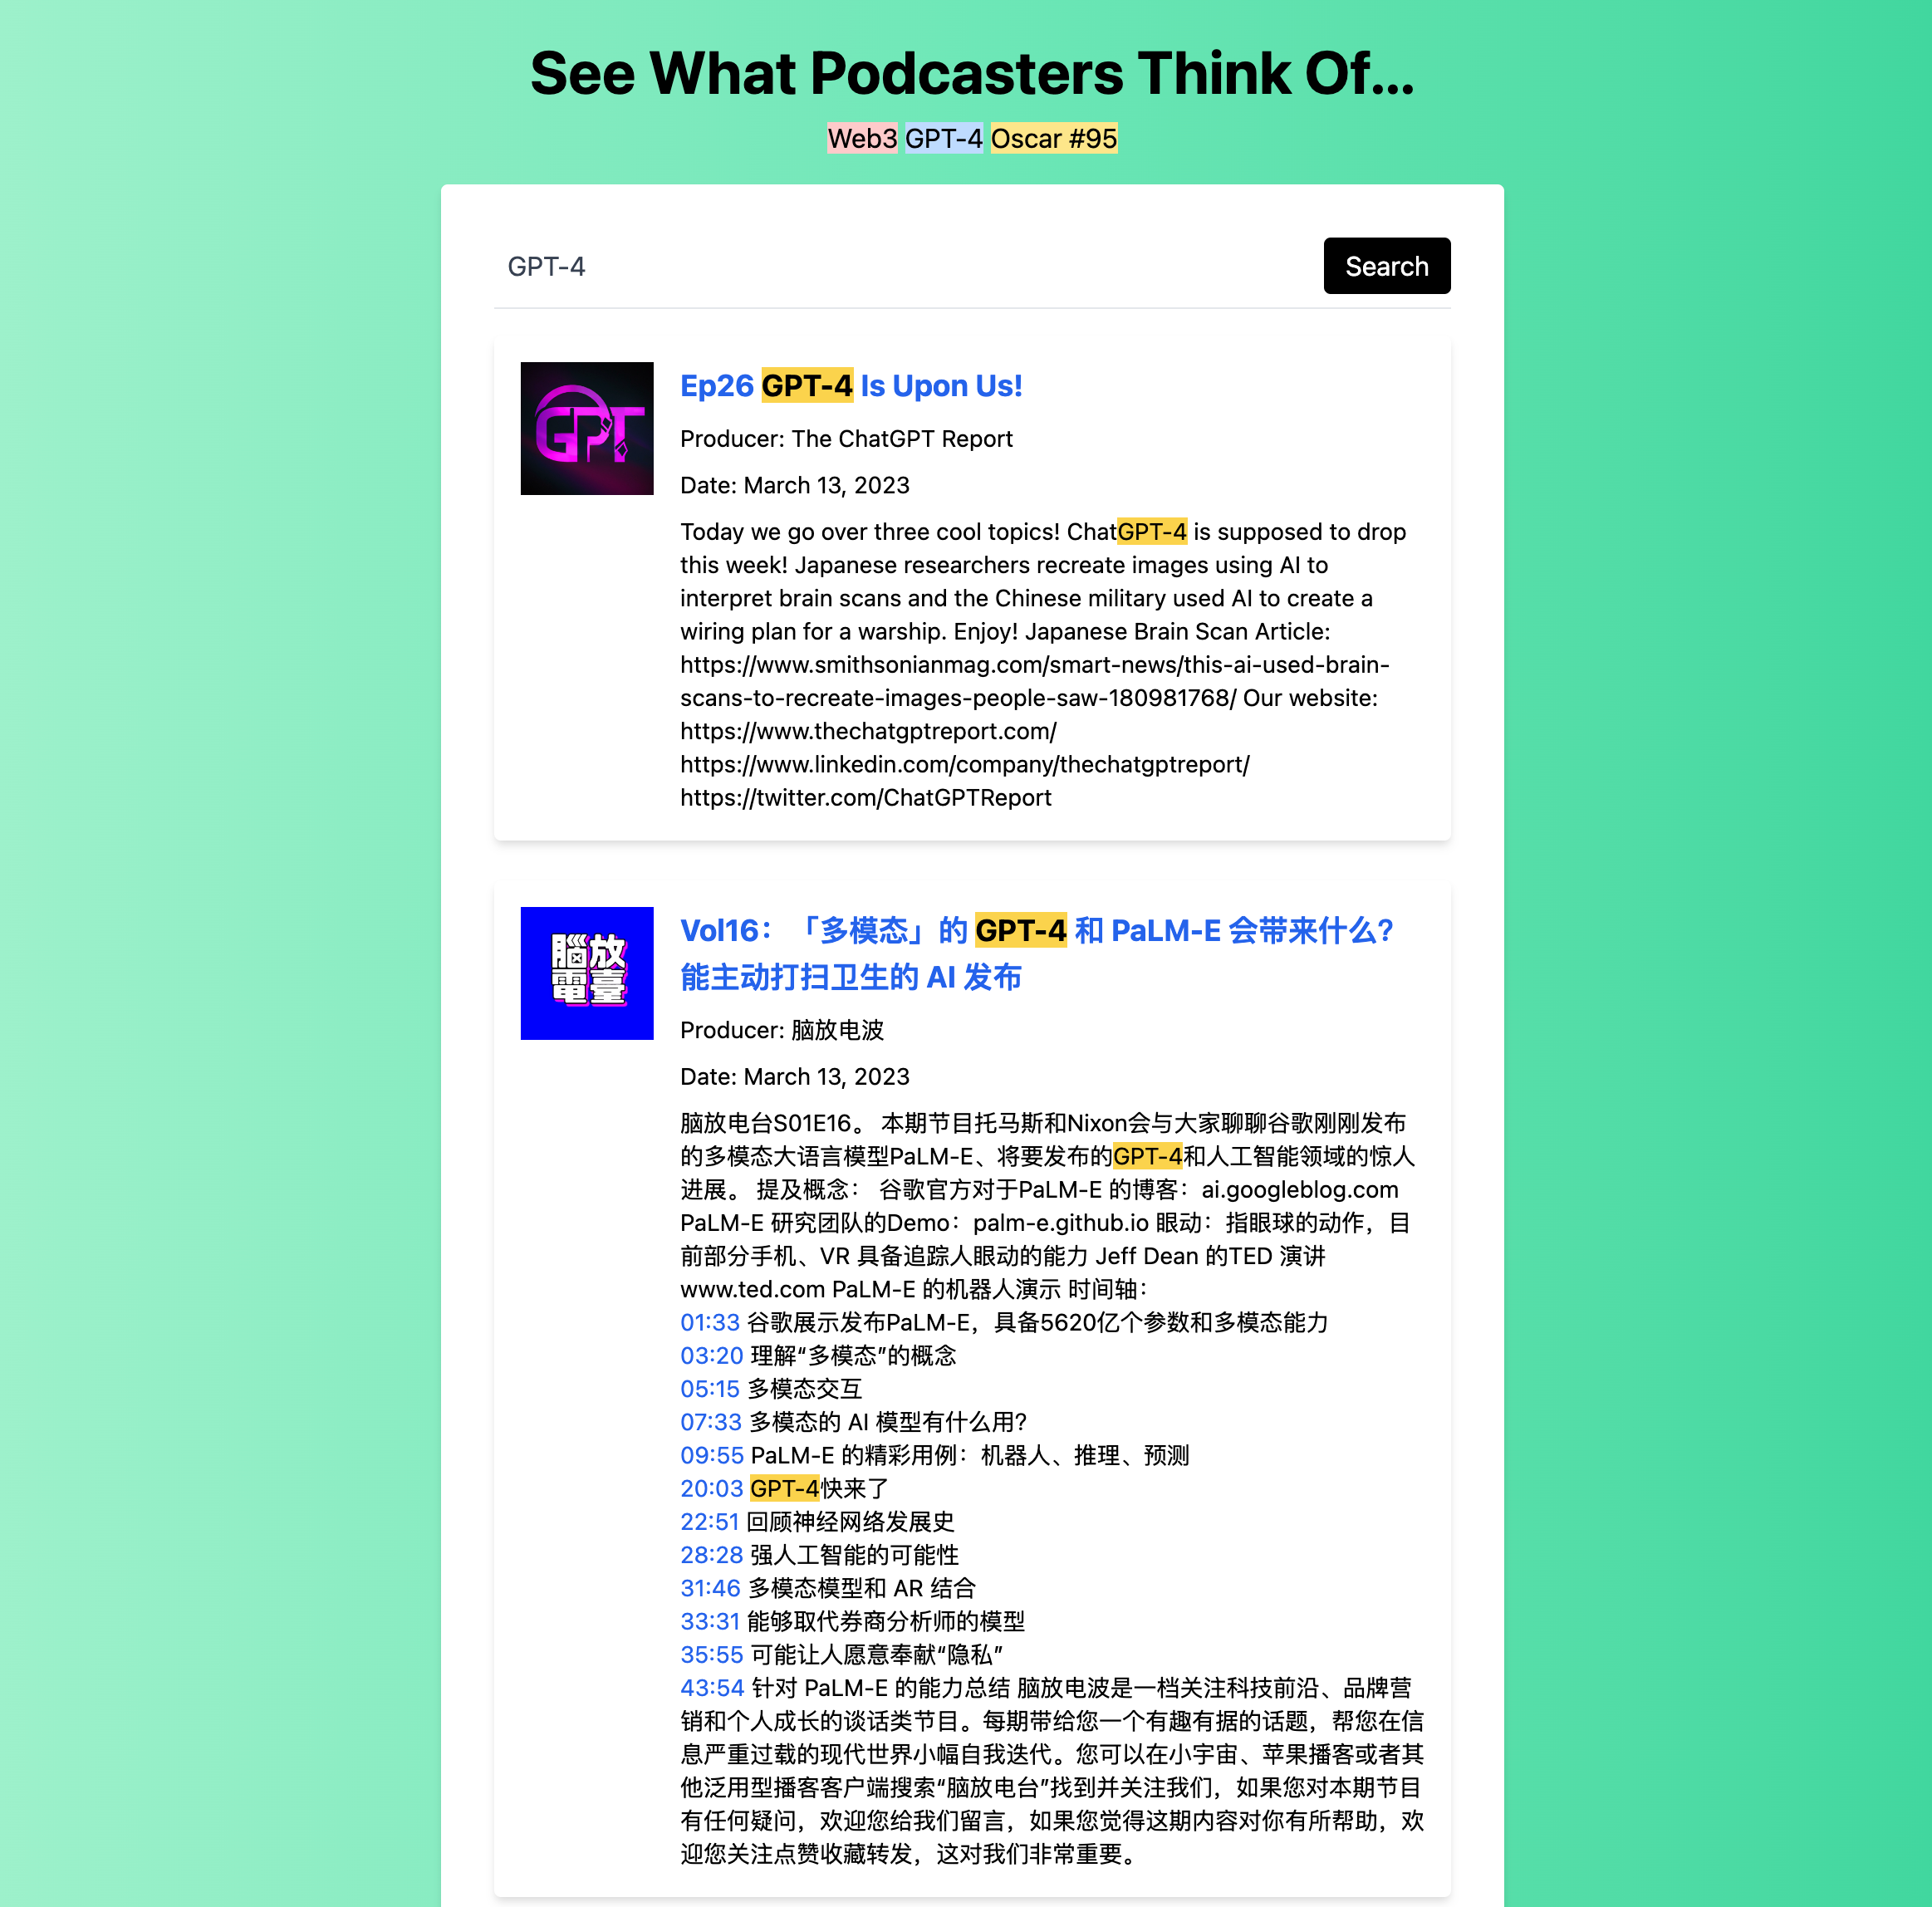 See What Podcasters Think Of...
Web3 GPT-4 Oscar #95
GPT-4
Search
GPT
Ep26 GPT-4 Is Upon Us!
Producer: The ChatGPT Report
Date: March 13, 2023
Today we go over three cool topics! ChatGPT-4 is supposed to drop
this week! Japanese researchers recreate images using AI to
interpret brain scans and the Chinese military used AI to create a
wiring plan for a warship. Enjoy! Japanese Brain Scan Article:
https://www.smithsonianmag.com/smart-news/this-ai-used-brain-
scans-to-recreate-images-people-saw-180981768/ Our website:
https://www.thechatgptreport.com/
https://www.linkedin.com/company/thechatgptreport/
https://twitter.com/ChatGPTReport
腦放
電臺
Vol16：「多模态」的 GPT-4 和 PaLM-E 会带来什么?
能主动打扫卫生的 AI 发布
Producer: 脑放电波
Date: March 13, 2023
脑放电台S01E16。 本期节目托马斯和Nixon会与大家聊聊谷歌刚刚发布
的多模态大语言模型PaLM-E、将要发布的GPT-4和人工智能领域的惊人
进展。 提及概念： 谷歌官方对于PaLM-E 的博客：ai.googleblog.com
PaLM-E 研究团队的Demo：palm-e.github.io 眼动：指眼球的动作，目
前部分手机、VR 具备追踪人眼动的能力 Jeff Dean 的TED 演讲
www.ted.com PaLM-E 的机器人演示 时间轴：
01:33 谷歌展示发布PaLM-E，具备5620亿个参数和多模态能力
03:20 理解“多模态”的概念
05:15 多模态交互
07:33 多模态的 AI 模型有什么用?
09:55 PaLM-E 的精彩用例：机器人、推理、预测
20:03 GPT-4快来了
22:51 回顾神经网络发展史
28:28 强人工智能的可能性
31:46 多模态模型和 AR 结合
33:31 能够取代券商分析师的模型
35:55 可能让人愿意奉献“隐私”
43:54 针对 PaLM-E 的能力总结 脑放电波是一档关注科技前沿、品牌营
销和个人成长的谈话类节目。每期带给您一个有趣有据的话题，帮您在信
息严重过载的现代世界小幅自我迭代。您可以在小宇宙、苹果播客或者其
他泛用型播客客户端搜索“脑放电台”找到并关注我们，如果您对本期节目
有任何疑问，欢迎您给我们留言，如果您觉得这期内容对你有所帮助，欢
迎您关注点赞收藏转发，这对我们非常重要。